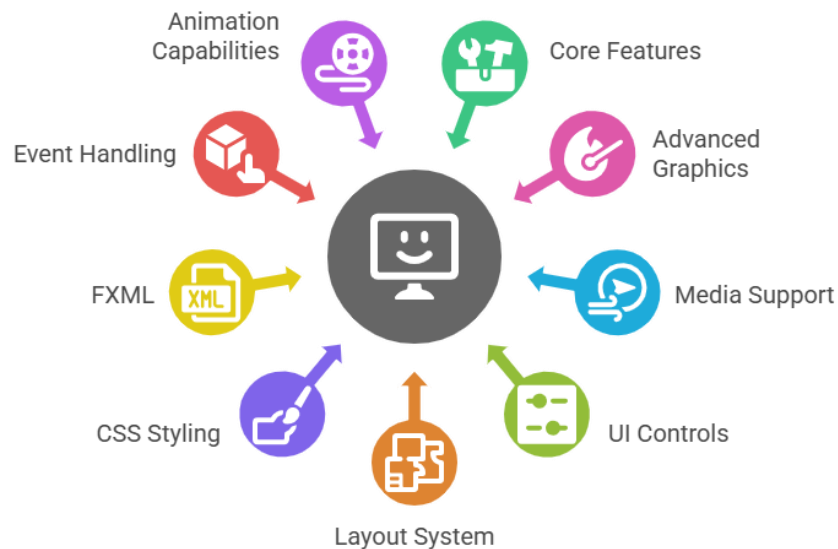 Animation
Capabilities
Core Features
Event Handling
Advanced
Graphics
FXML
XML
Media Support
CSS Styling
UI Controls
Layout System